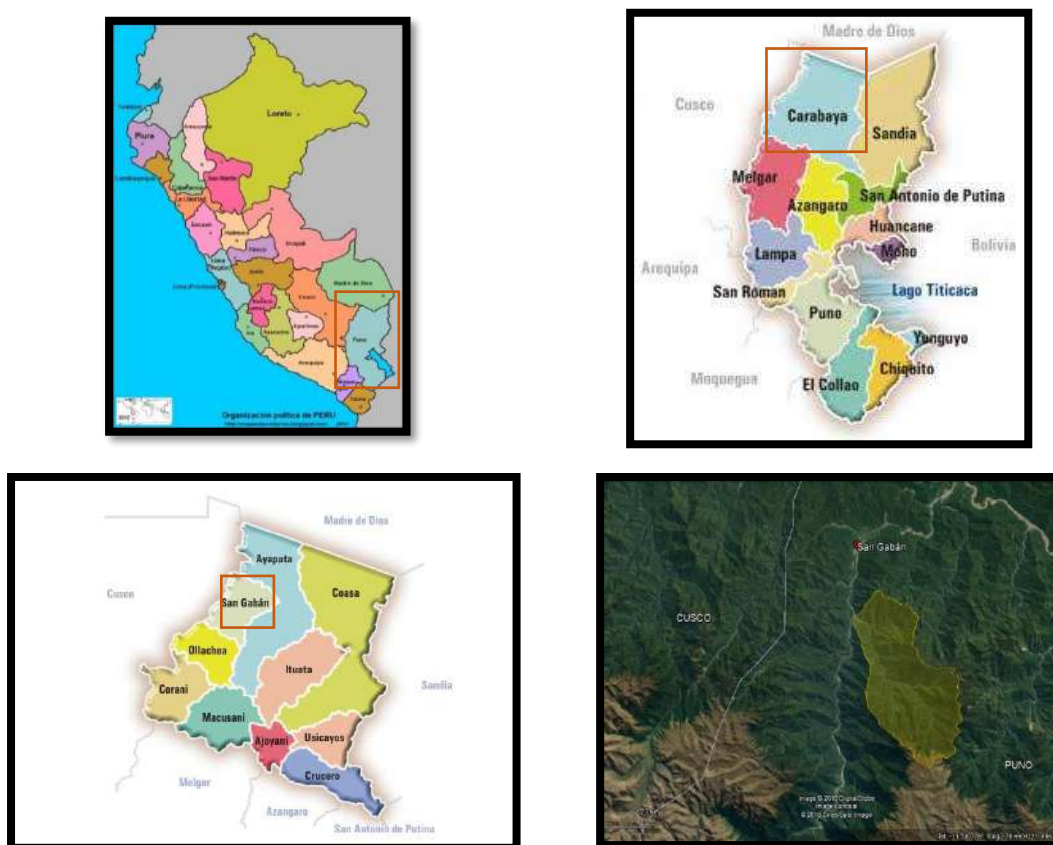 Loreto
Piura
Amazonas
San Martín
Cajamarca
La Libertad
Ancash
Huánuco
Pasco
Ucayali
Junín
Madre de Dios
Cusco
Apurímac
Ayacucho
Ica
Puno
Arequipa
Tacna
Organización política de PERU
Madre de Dios
Cusco
Carabaya
Sandia
Melgar
Azangaro
San Antonio de Putina
Huancane
Moho
Bolivia
Lampa
Arequipa
San Roman
Lago Titicaca
Puno
Yunguyo
Moquegua
Chiquito
El Collao
Madre de Dios
Ayapata
Coasa
Cusco
San Gabán
Ollachea
Ituata
Corani
Sandia
Macusani
Ajoyani
Usicayos
Crucero
Melgar
Azangaro
San Antonio de Putina
San Gabán
CUSCO
PUNO